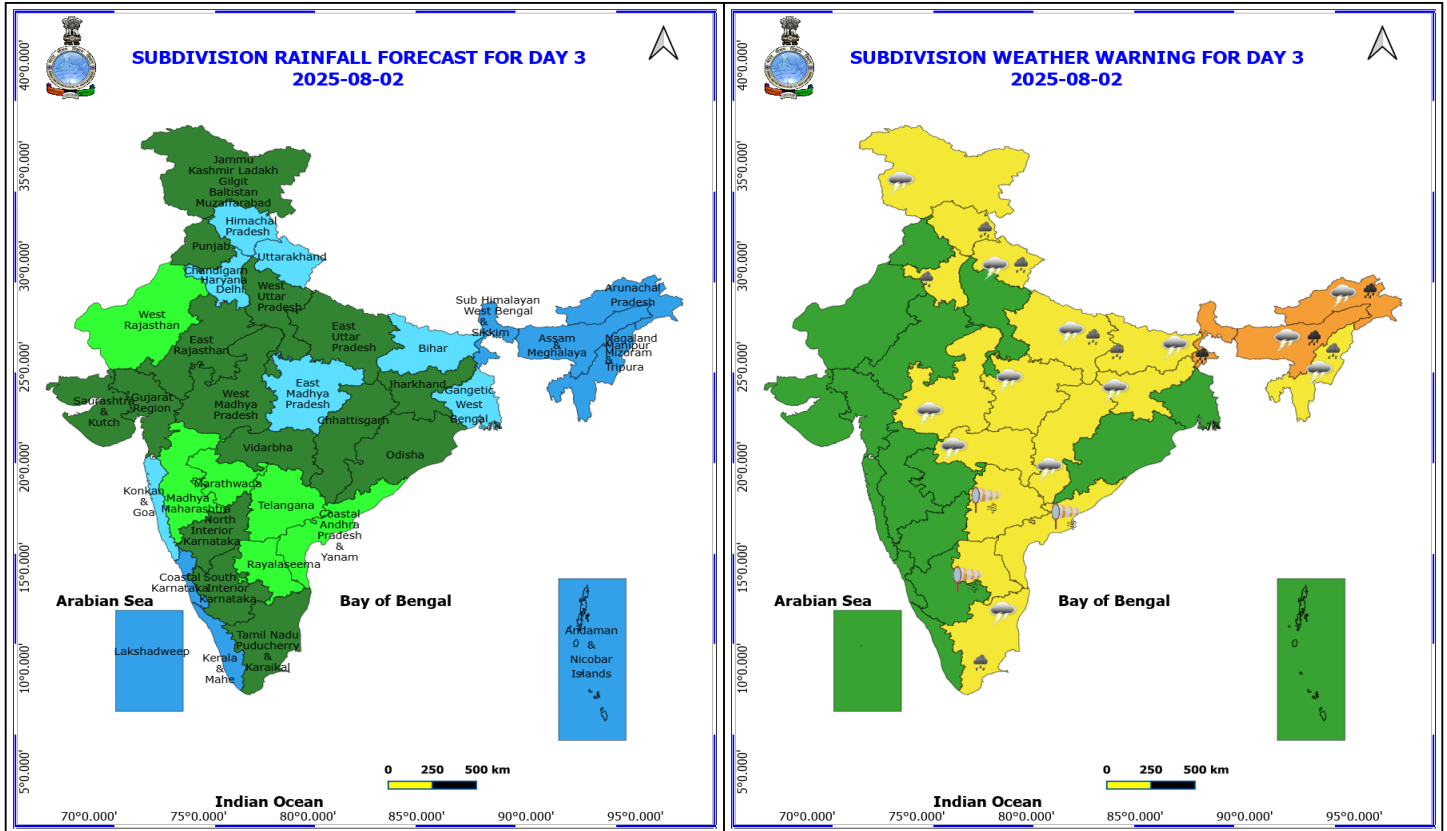 SUBDIVISION RAINFALL FORECAST FOR DAY 3
2025-08-02
40°0.000'
35°0.000'
30°0.000'
25°0.000'
20°0.000'
15°0.000'
10°0.000'
5°0.000'
Jammu
Kashmir Ladakh
Gilgit
Baltistan
Muzaffarabad
Himachal
Pradesh
Punjab
Uttarakhand
Chandigarh
Haryana
Delhi
West
Uttar
Pradesh
West
Rajasthan
East
Rajasthan
East
Uttar
Pradesh
Bihar
Sub Himalayan
West Bengal
&
Sikkim
Arunachal
Pradesh
Assam
&
Meghalaya
Nagaland
Manipur
Mizoram
&
Tripura
Saurashtra
&
Kutch
Gujarat
Region
West
Madhya
Pradesh
East
Madhya
Pradesh
Jharkhand
Gangetic
West
Bengal
Chhattisgarh
Odisha
Vidarbha
Konkan
&
Goa
Madhya
Maharashtra
Marathwada
Telangana
Coastal
Andhra
Pradesh
&
Yanam
North
Interior
Karnataka
Rayalaseema
Coastal
Karnataka
South
Interior
Karnataka
Arabian Sea
Bay of Bengal
Lakshadweep
Kerala
&
Mahe
Tamil Nadu
Puducherry
&
Karaikal
Andaman
&
Nicobar
Islands
0 250 500 km
Indian Ocean
70°0.000' 75°0.000' 80°0.000' 85°0.000' 90°0.000' 95°0.000'
SUBDIVISION WEATHER WARNING FOR DAY 3
2025-08-02
40°0.000'
35°0.000'
30°0.000'
25°0.000'
20°0.000'
15°0.000'
10°0.000'
5°0.000'
Arabian Sea
Bay of Bengal
0 250 500 km
Indian Ocean
70°0.000' 75°0.000' 80°0.000' 85°0.000' 90°0.000' 95°0.000'